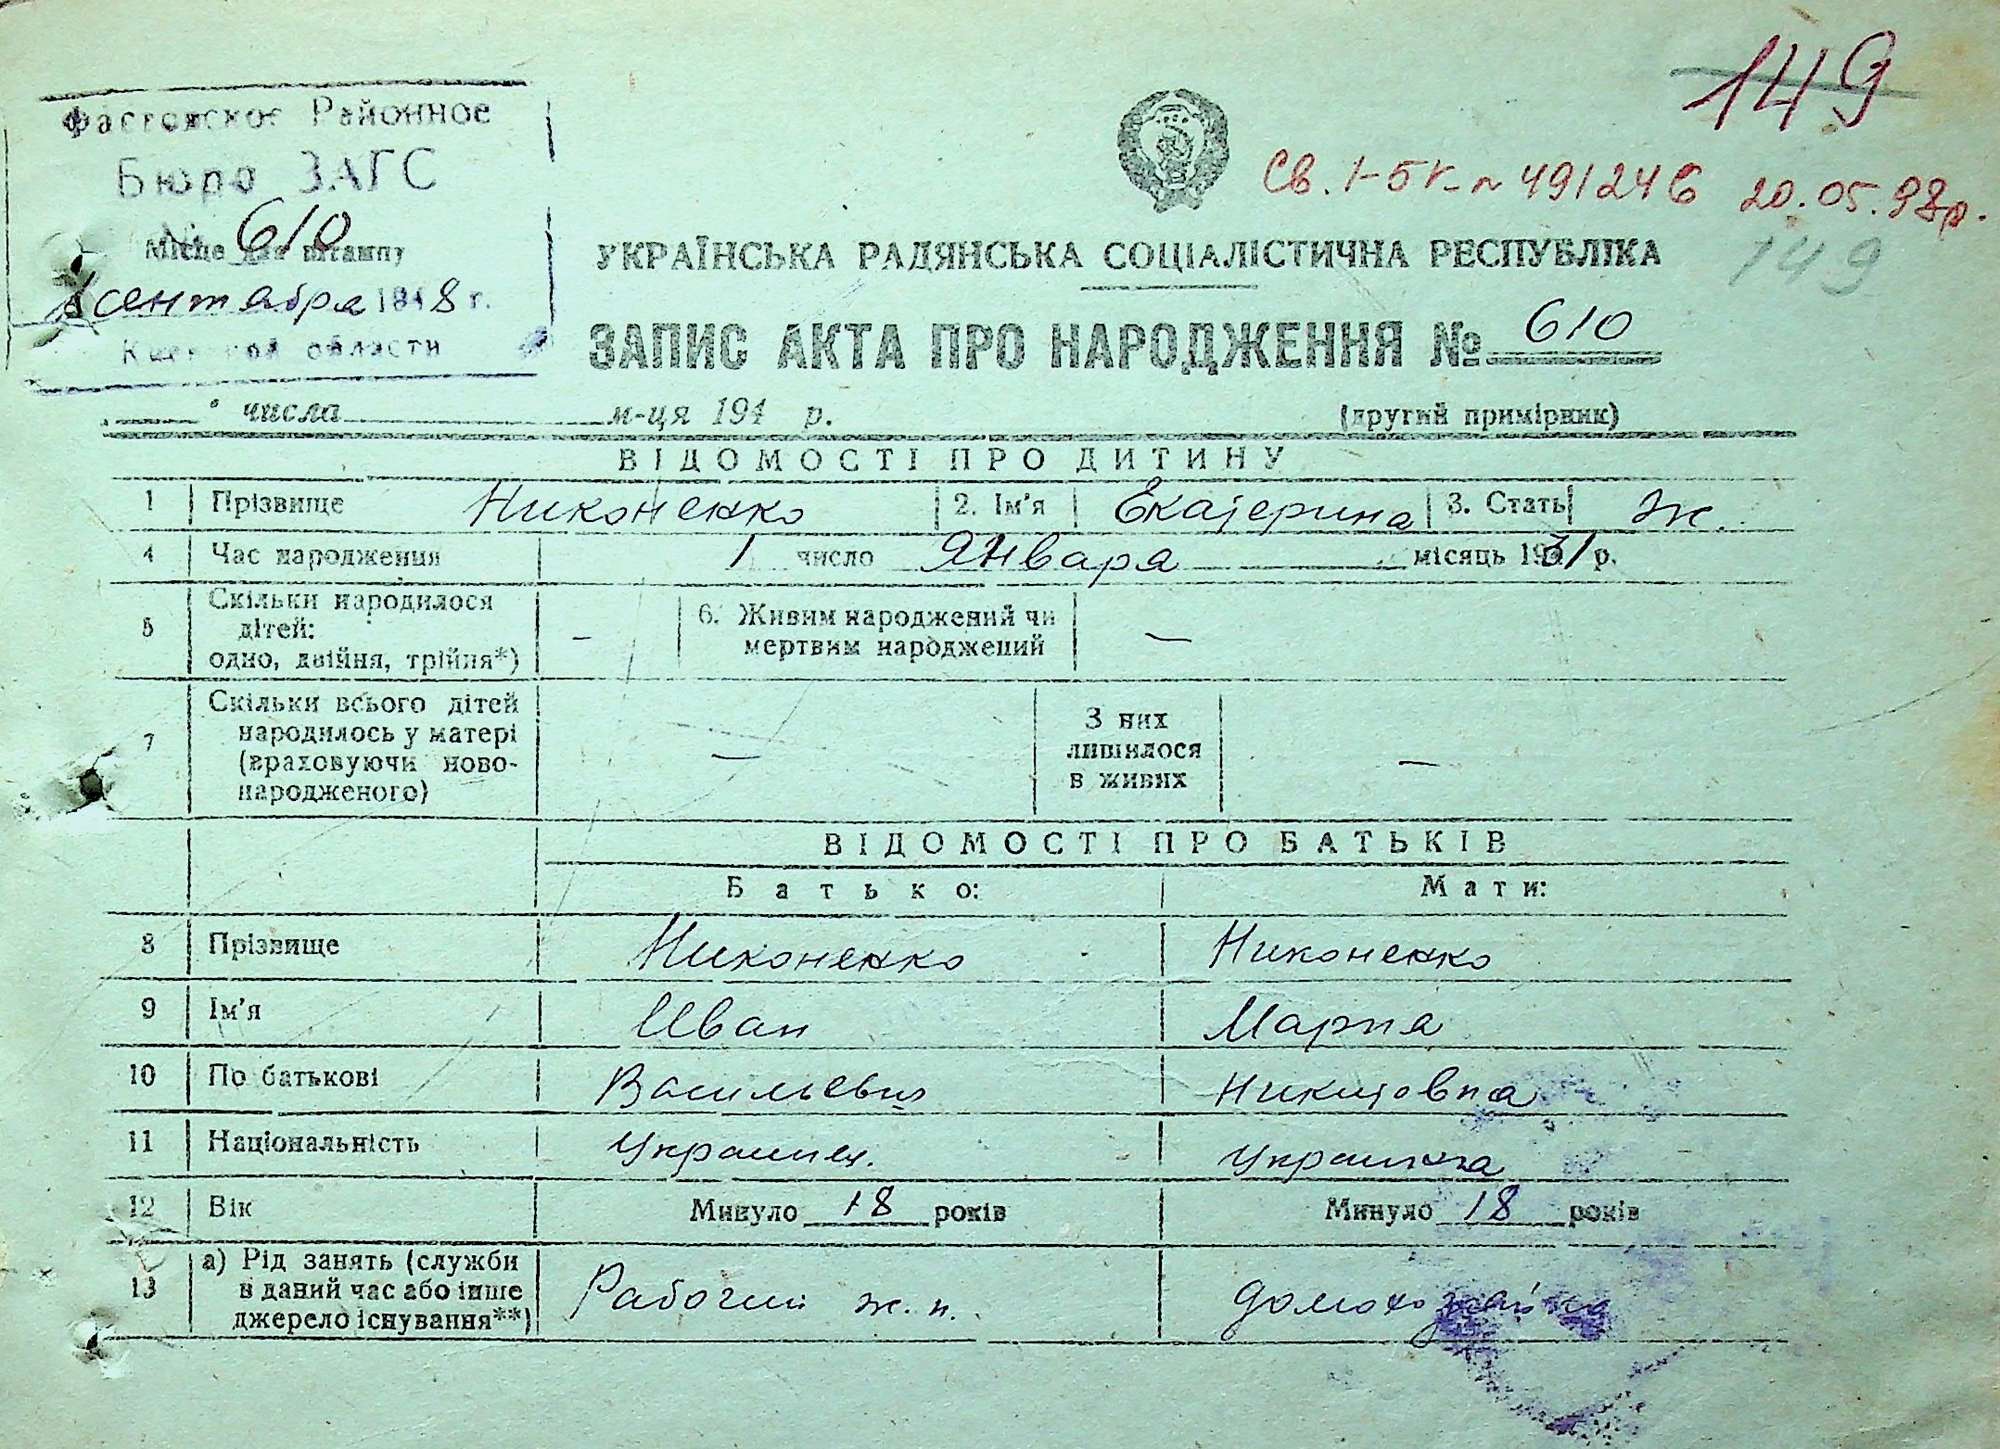 149
Фастовское Районное
Бюро ЗАГС
№ 610
Місце для штампу
сентября 1948 г.
Киевской области
Св. 1-БК № 491246 20.05.98р.
149
УКРАЇНСЬКА РАДЯНСЬКА СОЦІАЛІСТИЧНА РЕСПУБЛІКА
ЗАПИС АКТА ПРО НАРОДЖЕННЯ № 610
числа м-ця 194 р. (другий примірник)
ВІДОМОСТІ ПРО ДИТИНУ
1 Прізвище Никоненко 2. Ім'я Екатерина 3. Стать ж.
4 Час народження 1 число Января місяць 1931 р.
5 Скільки народилося дітей: одно, двійня, трійня*) – 6. Живим народжений чи мертвим народжений —
7 Скільки всього дітей народилось у матері (враховуючи ново-народженого) — З них лишилося в живих —
ВІДОМОСТІ ПРО БАТЬКІВ
Батько: Мати:
8 Прізвище Никоненко Никоненко
9 Ім'я Иван Мария
10 По батькові Васильевич Никитовна
11 Національність Украинец. Украинка
12 Вік Минуло 18 років Минуло 18 років
13 а) Рід занять (служби в даний час або інше джерело існування**) Рабочий ж. п. домохозяйка